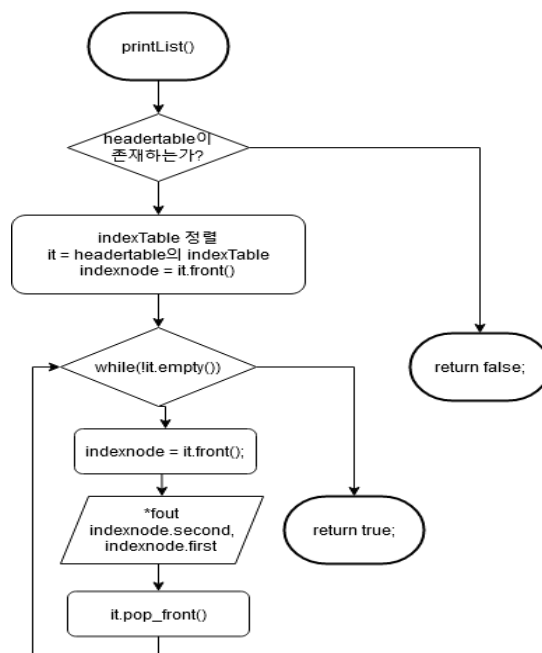 printList()
headertable이
존재하는가?
indexTable 정렬
it = headertable의 indexTable
indexnode = it.front()
while(!it.empty())
return false;
indexnode = it.front();
*fout
indexnode.second,
indexnode.first
return true;
it.pop_front()